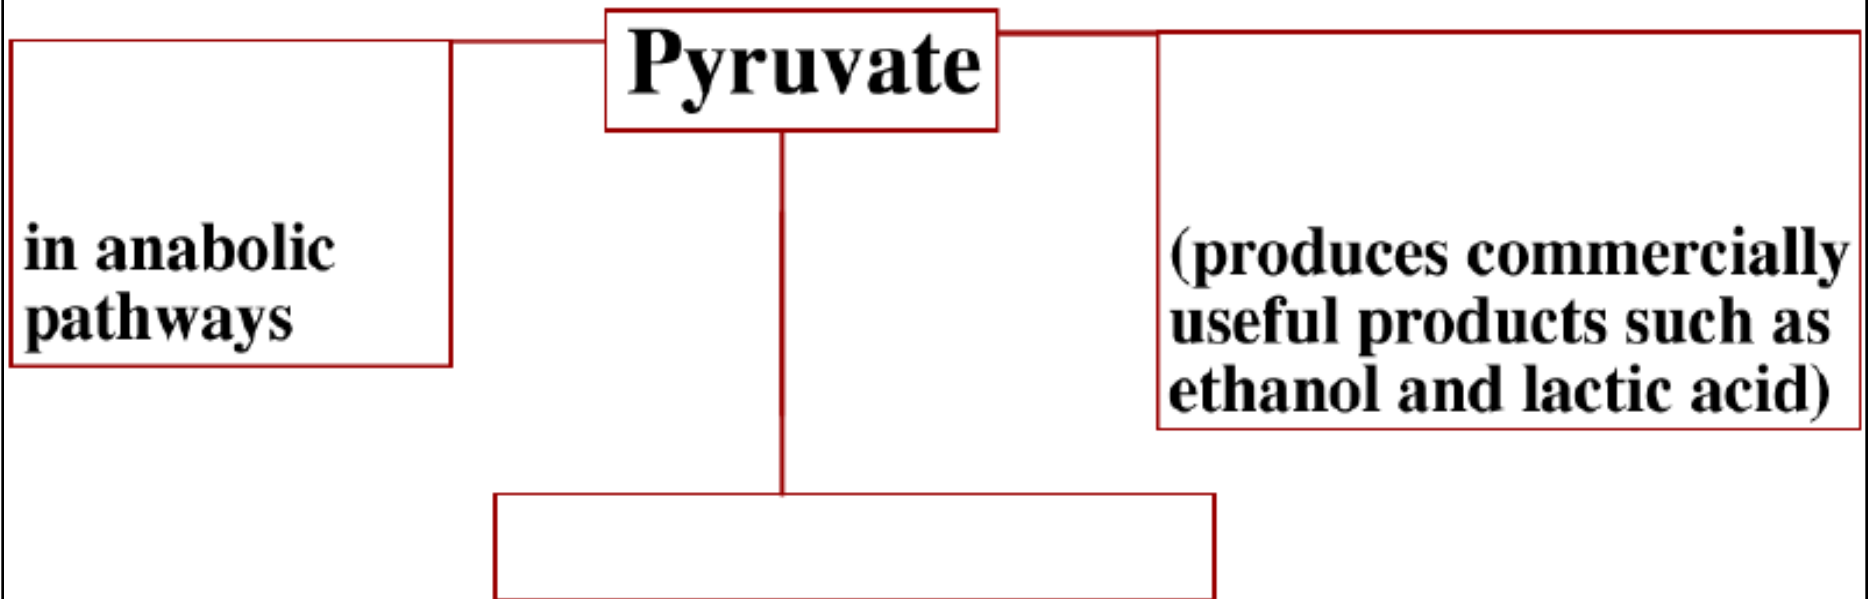 Pyruvate
in anabolic
pathways
(produces commercially
useful products such as
ethanol and lactic acid)